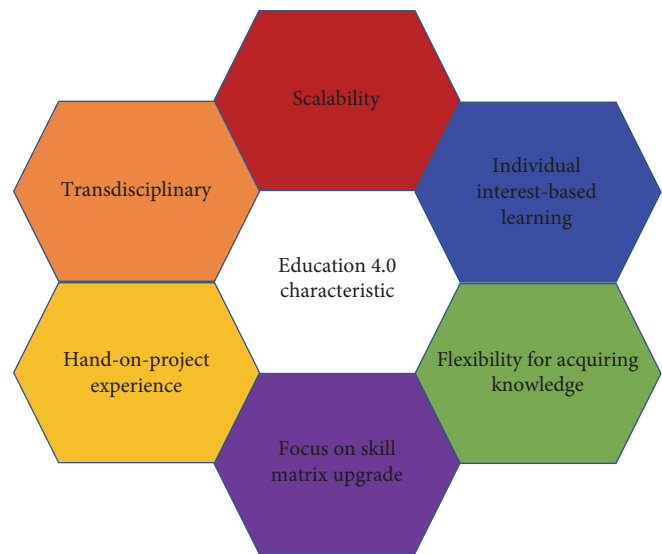 Scalability
Transdisciplinary
Individual
interest-based
learning
Education 4.0
characteristic
Hand-on-project
experience
Flexibility for acquiring
knowledge
Focus on skill
matrix upgrade